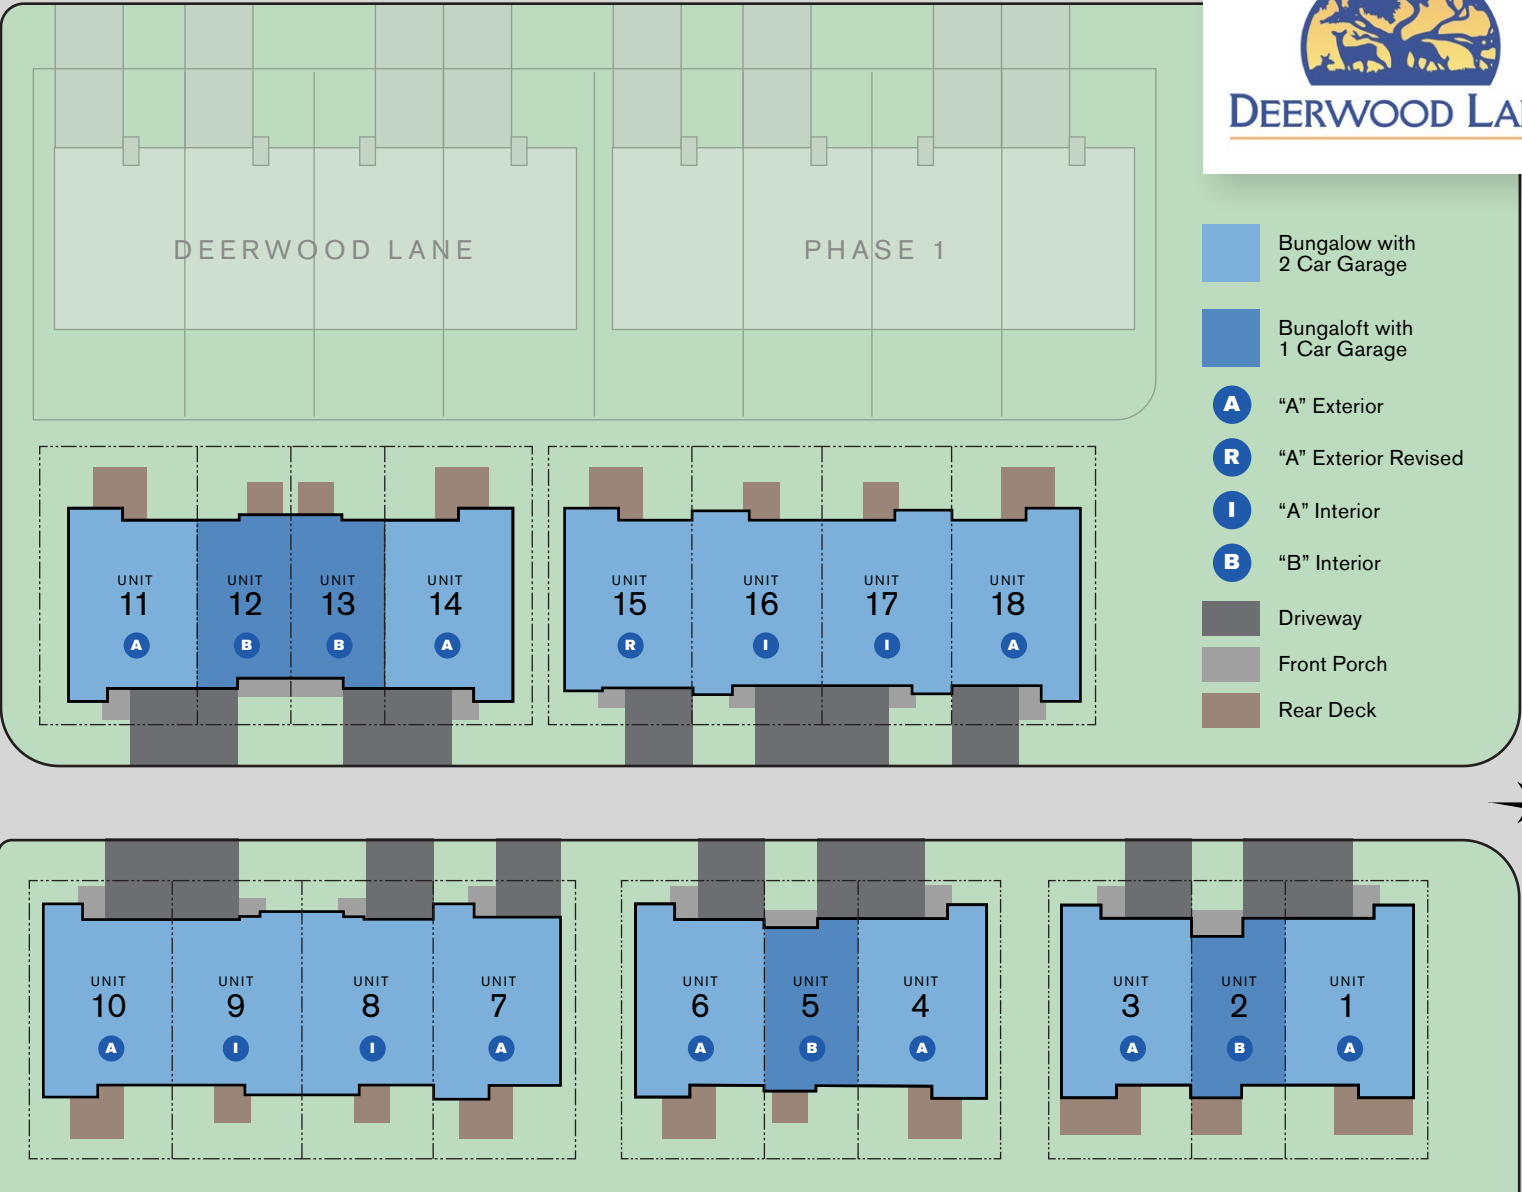 DEERWOOD LA
DEERWOOD LANE
PHASE 1
Bungalow with
2 Car Garage
Bungaloft with
1 Car Garage
A “A” Exterior
R “A” Exterior Revised
I “A” Interior
B “B” Interior
Driveway
Front Porch
Rear Deck
UNIT
11
A
UNIT
12
B
UNIT
13
B
UNIT
14
A
UNIT
15
R
UNIT
16
I
UNIT
17
I
UNIT
18
A
UNIT
10
A
UNIT
9
I
UNIT
8
I
UNIT
7
A
UNIT
6
A
UNIT
5
B
UNIT
4
A
UNIT
3
A
UNIT
2
B
UNIT
1
A